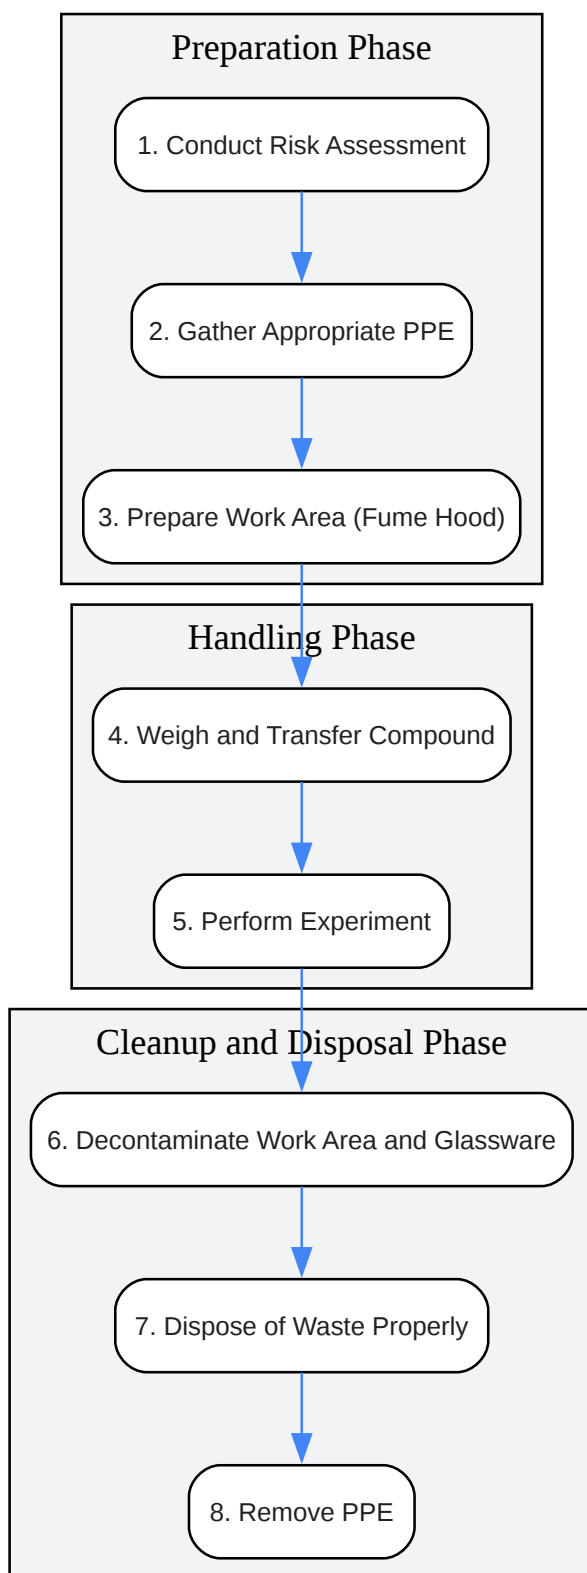 Preparation Phase
1. Conduct Risk Assessment
2. Gather Appropriate PPE
3. Prepare Work Area (Fume Hood)
Handling Phase
4. Weigh and Transfer Compound
5. Perform Experiment
Cleanup and Disposal Phase
6. Decontaminate Work Area and Glassware
7. Dispose of Waste Properly
8. Remove PPE